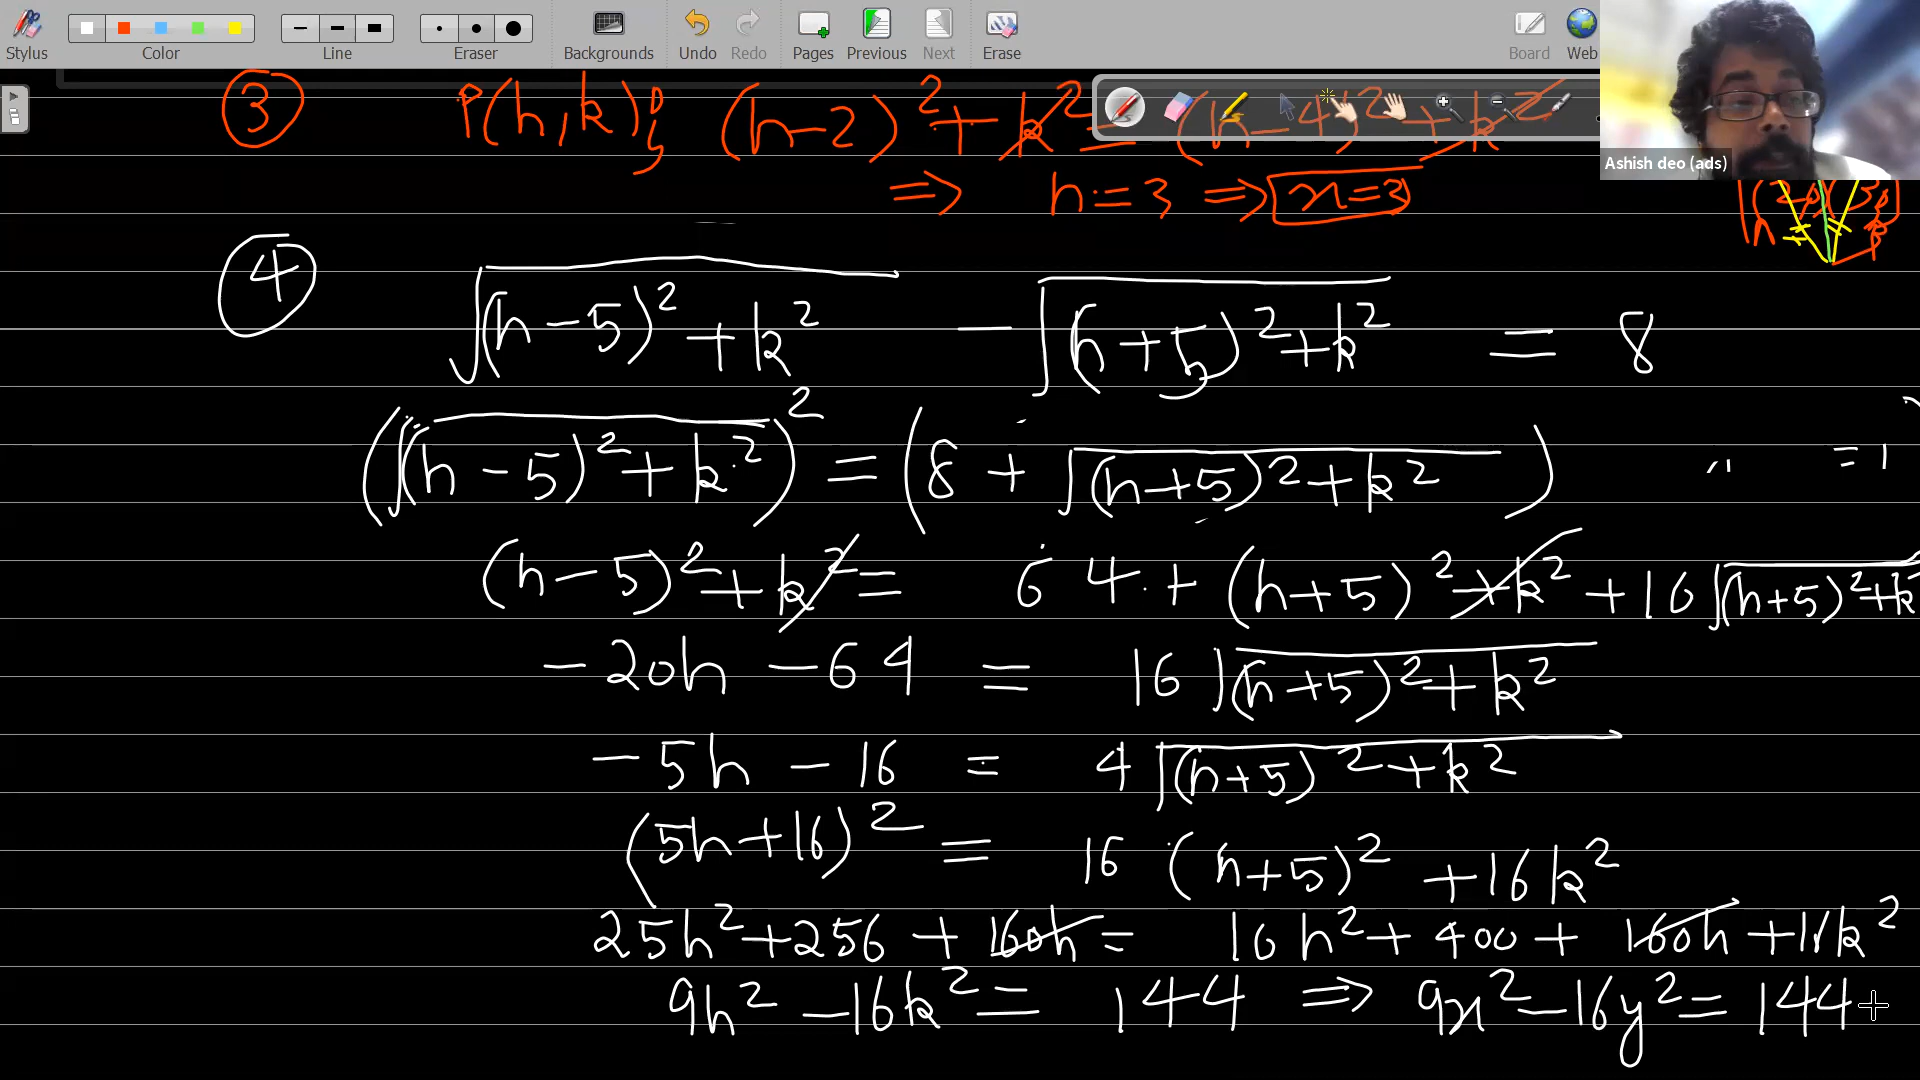 Stylus Color Line Eraser Backgrounds Undo Redo Pages Previous Next Erase Board Web
Ashish deo (ads)
③ P(h,k); (h-2)² + k² = (h-4)² + k²
⇒ h = 3 ⇒ x=3
④ √((h-5)²+k²) - √((h+5)²+k²) = 8
(√((h-5)²+k²))² = (8 + √((h+5)²+k²))
(h-5)²+k² = 64 + (h+5)²+k² + 16√((h+5)²+k²
-20h -64 = 16√((h+5)²+k²)
-5h -16 = 4√((h+5)²+k²)
(5h+16)² = 16 (h+5)² +16k²
25h²+256 + 160h = 16h² + 400 + 160h +16k²
9h² -16k² = 144 ⇒ 9x²-16y² = 144